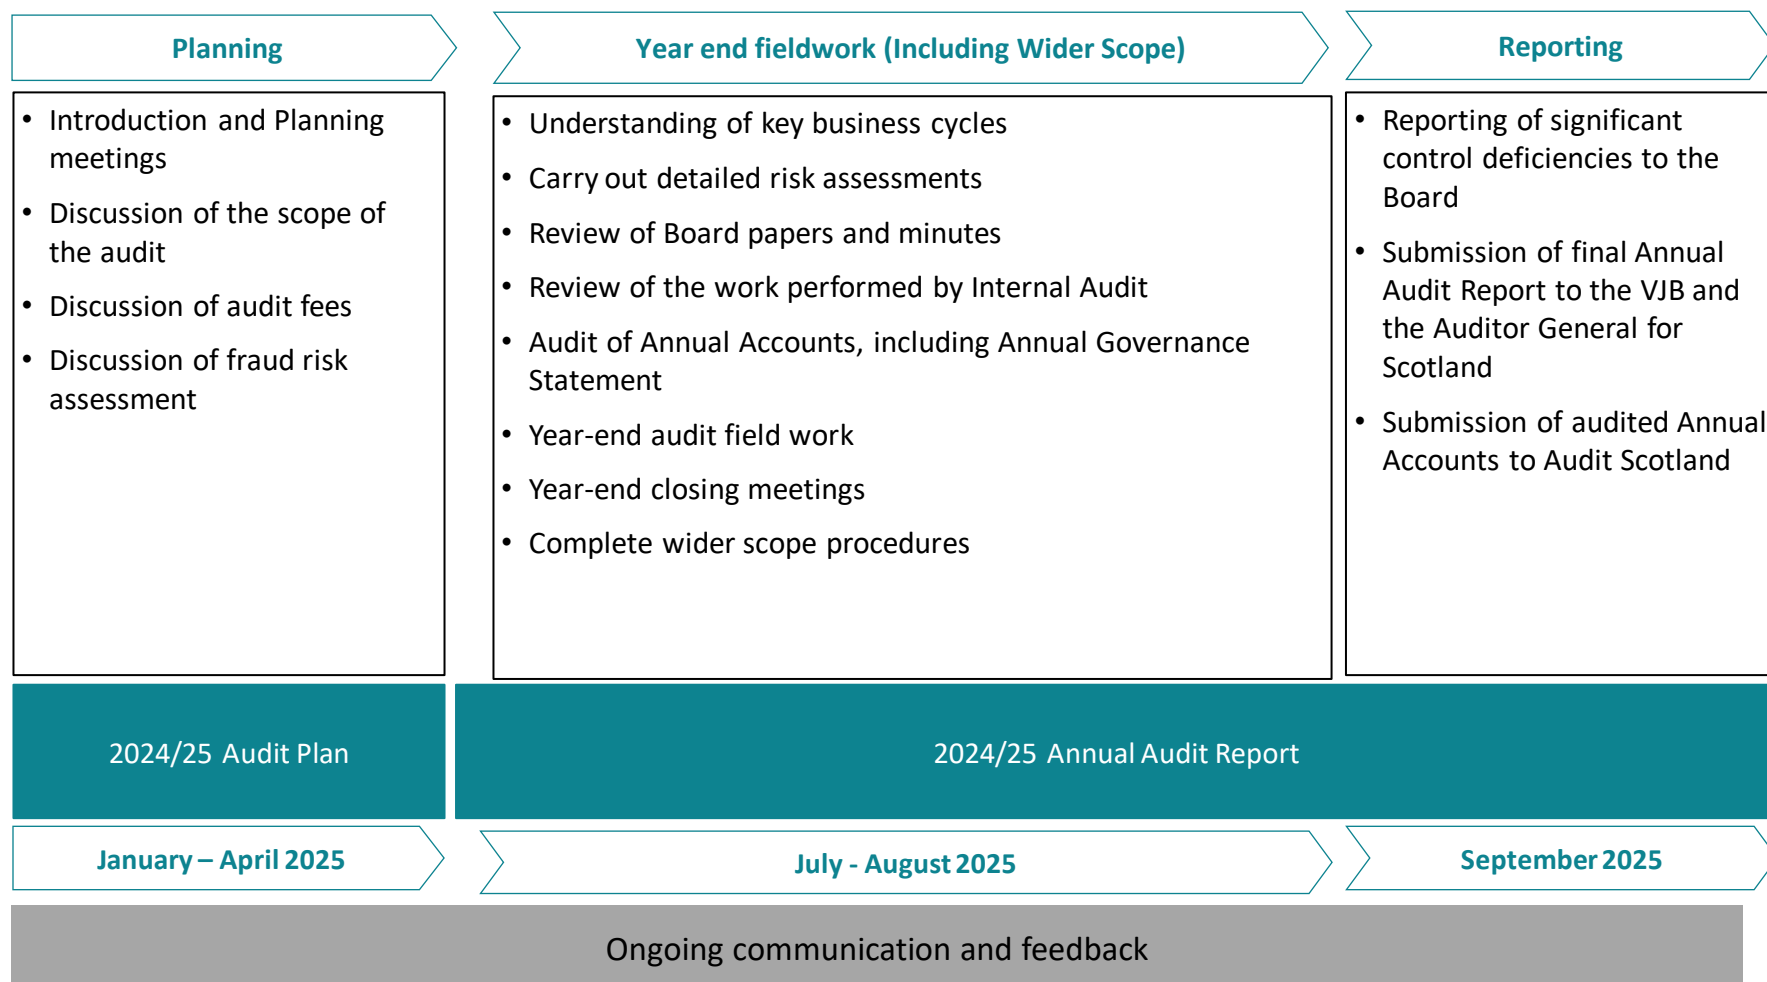 Planning
• Introduction and Planning
meetings
• Discussion of the scope of
the audit
• Discussion of audit fees
• Discussion of fraud risk
assessment
Year end fieldwork (Including Wider Scope)
• Understanding of key business cycles
• Carry out detailed risk assessments
• Review of Board papers and minutes
• Review of the work performed by Internal Audit
• Audit of Annual Accounts, including Annual Governance
Statement
• Year-end audit field work
• Year-end closing meetings
• Complete wider scope procedures
Reporting
• Reporting of significant
control deficiencies to the
Board
• Submission of final Annual
Audit Report to the VJB and
the Auditor General for
Scotland
• Submission of audited Annual
Accounts to Audit Scotland
2024/25 Audit Plan
2024/25 Annual Audit Report
January – April 2025
July - August 2025
September 2025
Ongoing communication and feedback